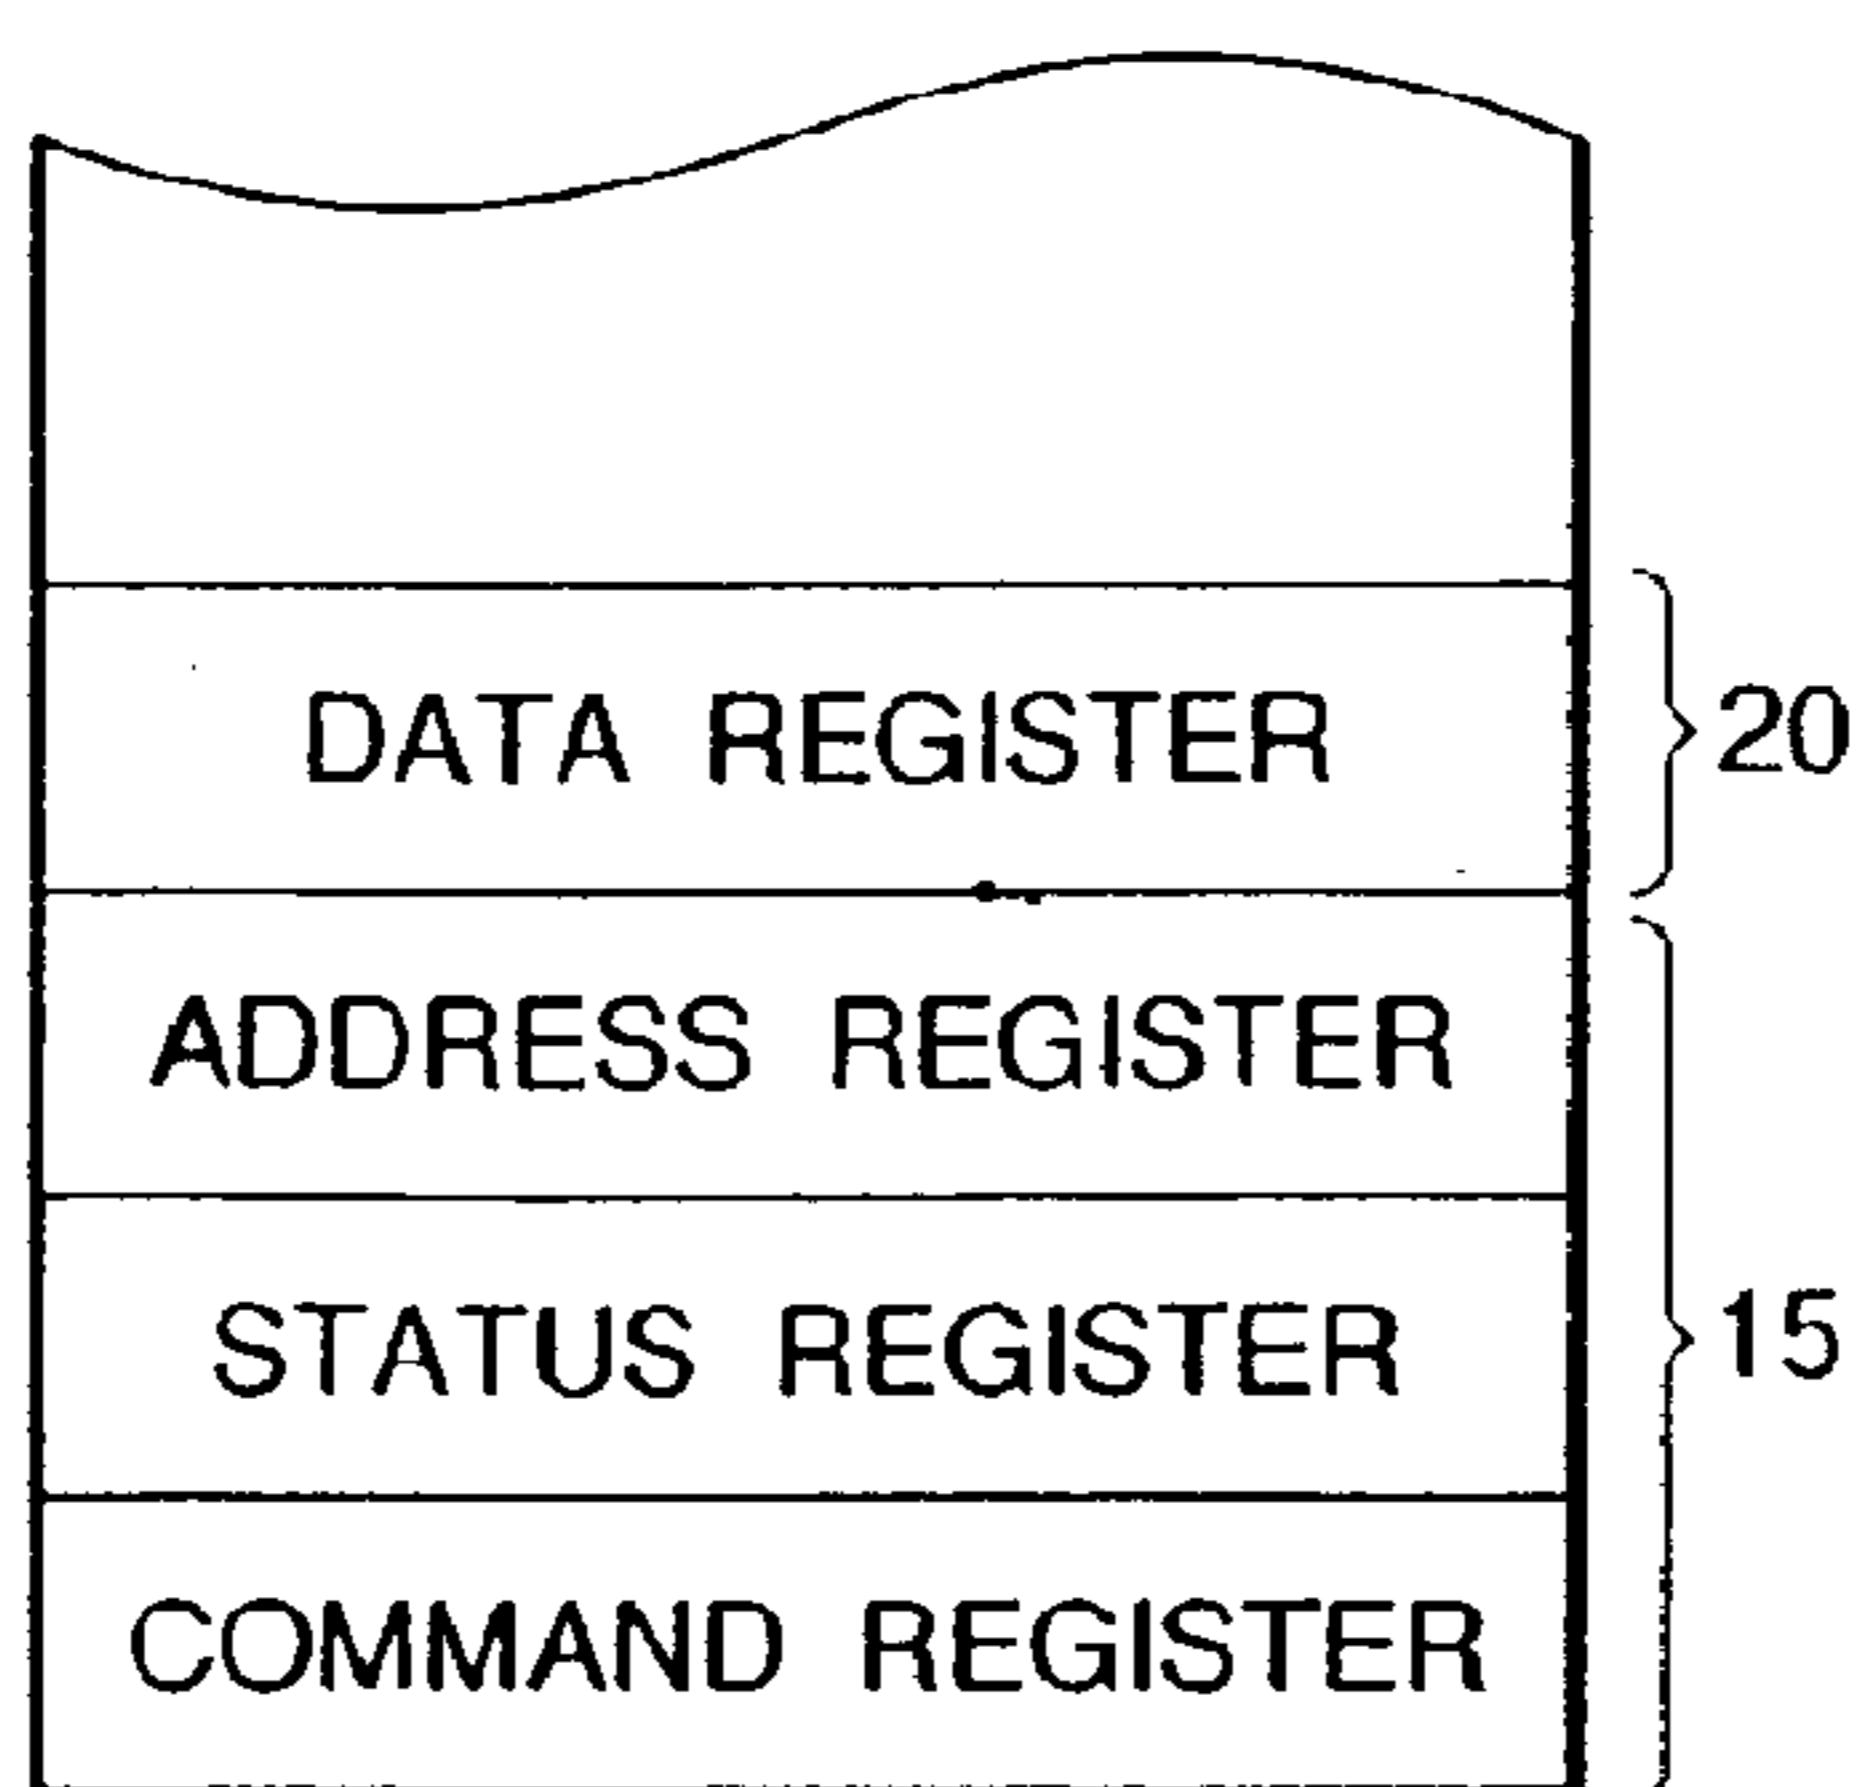 DATA REGISTER
20
ADDRESS REGISTER
STATUS REGISTER
15
COMMAND REGISTER